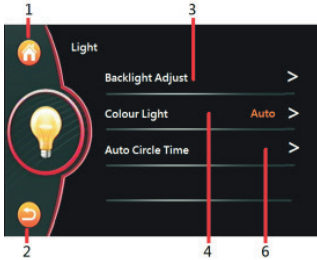 1 3
Light
Backlight Adjust >
Colour Light Auto >
Auto Circle Time >
2 4 6